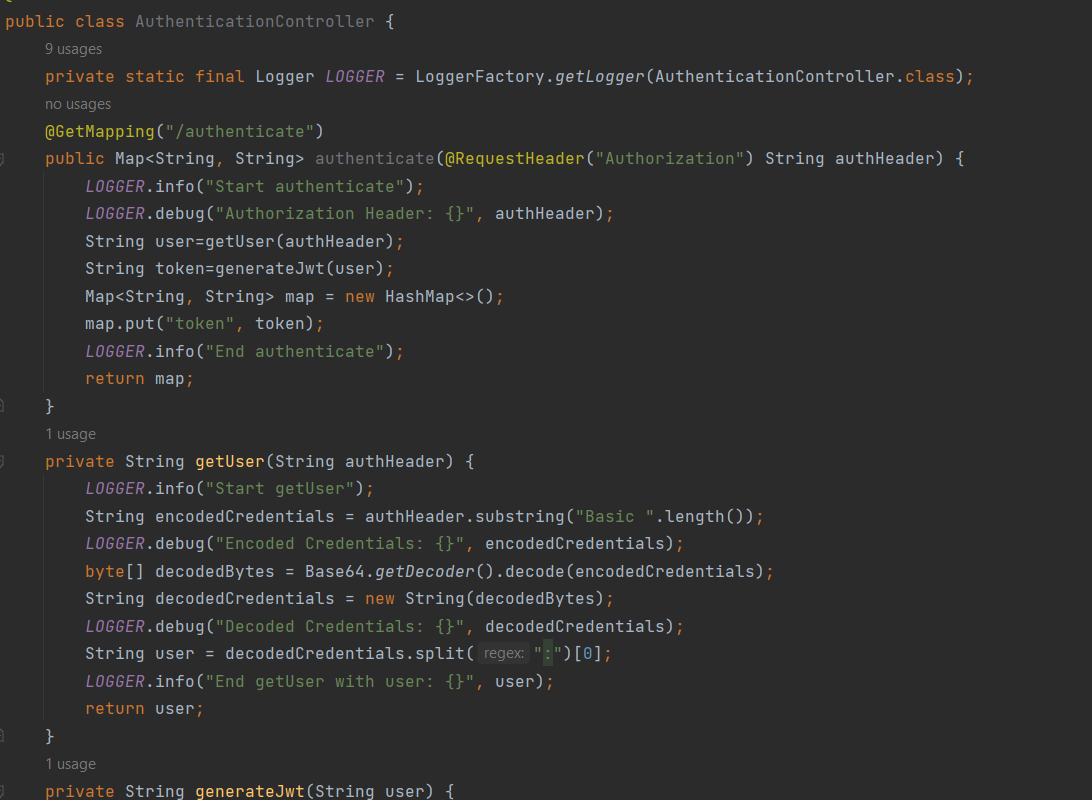 public class AuthenticationController {
9 usages
private static final Logger LOGGER = LoggerFactory.getLogger(AuthenticationController.class);
no usages
@GetMapping("/authenticate")
public Map<String, String> authenticate(@RequestHeader("Authorization") String authHeader) {
LOGGER.info("Start authenticate");
LOGGER.debug("Authorization Header: {}", authHeader);
String user=getUser(authHeader);
String token=generateJwt(user);
Map<String, String> map = new HashMap<>();
map.put("token", token);
LOGGER.info("End authenticate");
return map;
}
1 usage
private String getUser(String authHeader) {
LOGGER.info("Start getUser");
String encodedCredentials = authHeader.substring("Basic ".length());
LOGGER.debug("Encoded Credentials: {}", encodedCredentials);
byte[] decodedBytes = Base64.getDecoder().decode(encodedCredentials);
String decodedCredentials = new String(decodedBytes);
LOGGER.debug("Decoded Credentials: {}", decodedCredentials);
String user = decodedCredentials.split( regex: ":")[0];
LOGGER.info("End getUser with user: {}", user);
return user;
}
1 usage
private String generateJwt(String user) {